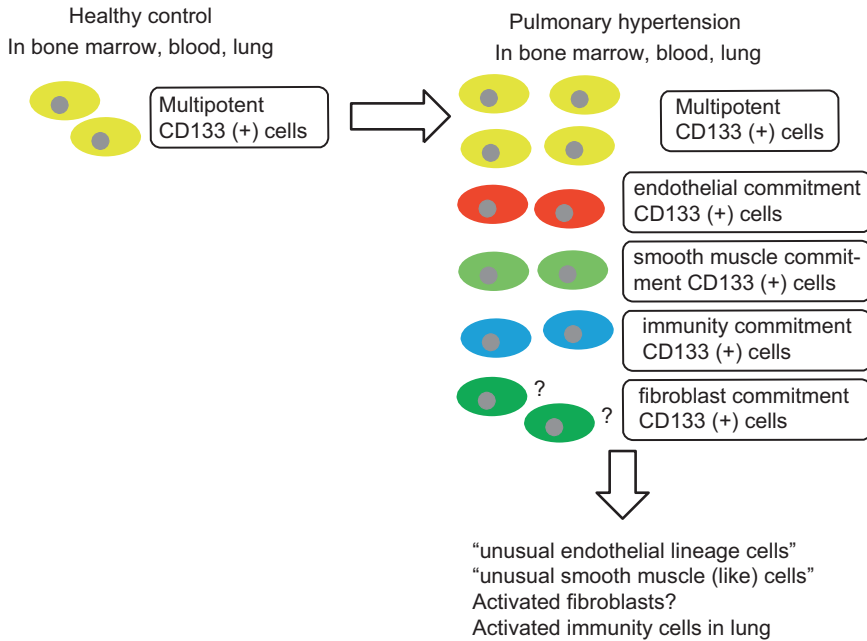 Healthy control
In bone marrow, blood, lung
Multipotent
CD133 (+) cells
Pulmonary hypertension
In bone marrow, blood, lung
Multipotent
CD133 (+) cells
endothelial commitment
CD133 (+) cells
smooth muscle commit-
ment CD133 (+) cells
immunity commitment
CD133 (+) cells
?
?
fibroblast commitment
CD133 (+) cells
“unusual endothelial lineage cells”
“unusual smooth muscle (like) cells”
Activated fibroblasts?
Activated immunity cells in lung